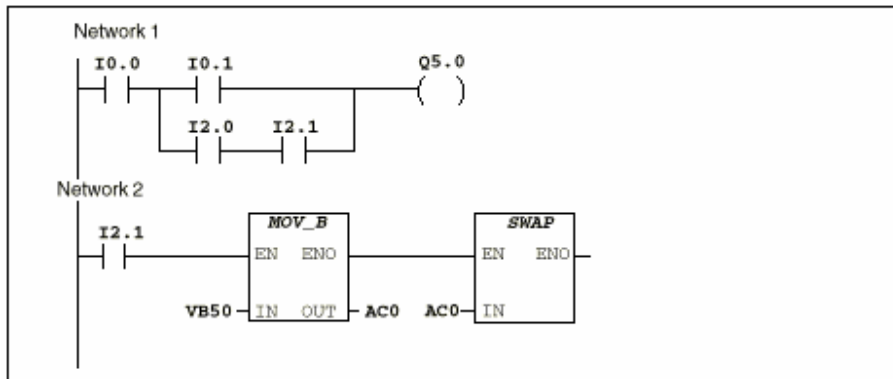 Network 1
I0.0 I0.1 Q5.0
I2.0 I2.1
Network 2
I2.1 MOV_B SWAP
EN ENO EN ENO
VB50 IN OUT AC0 AC0 IN